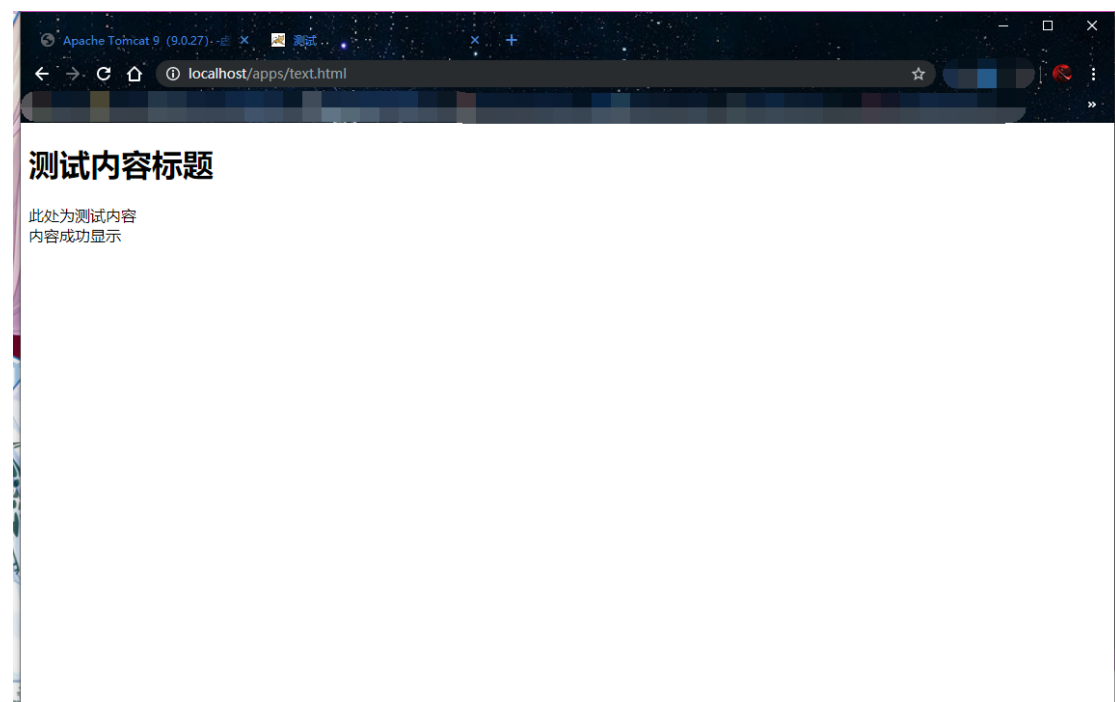 Apache Tomcat 9 (9.0.27) - 虚
测试
localhost/apps/text.html
测试内容标题
此处为测试内容
内容成功显示